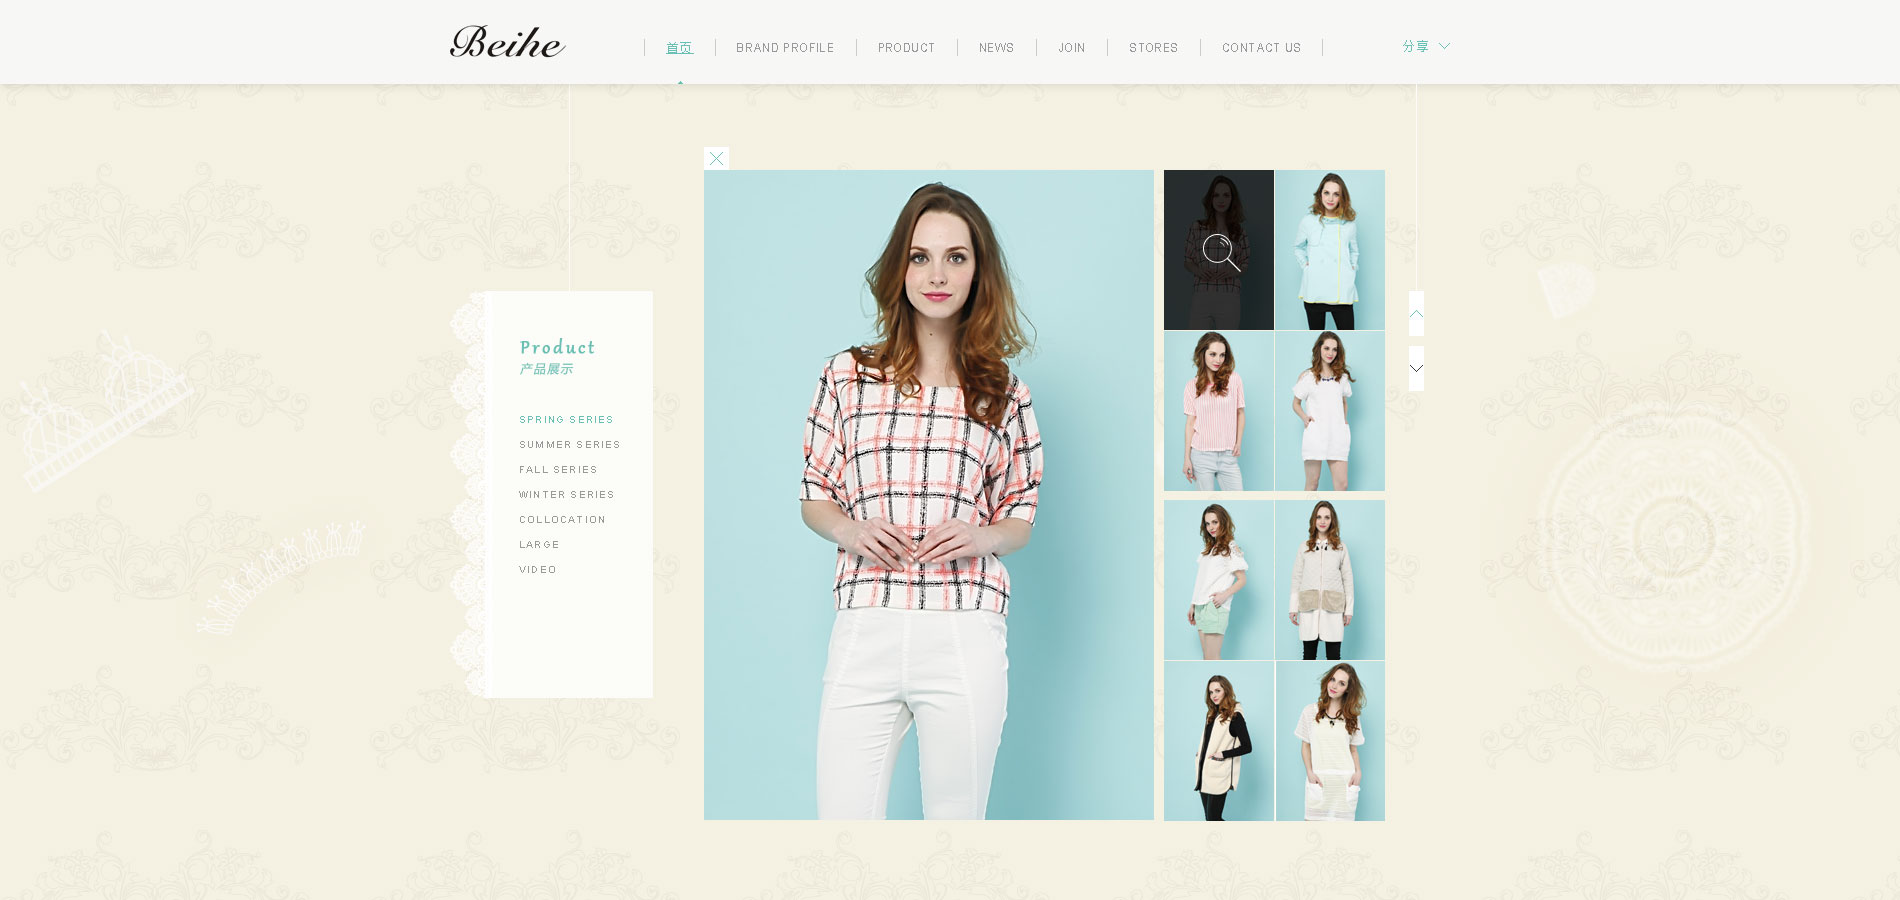 Beihe
首页
BRAND PROFILE
PRODUCT
NEWS
JOIN
STORES
CONTACT US
分享
Product
产品展示
SPRING SERIES
SUMMER SERIES
FALL SERIES
WINTER SERIES
COLLOCATION
LARGE
VIDEO